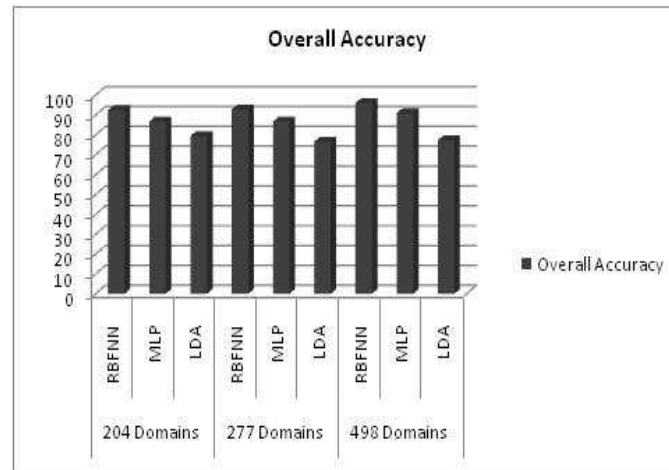 Overall Accuracy
100
90
80
70
60
50
40
30
20
10
0
Overall Accuracy
RBFNN
MLP
LDA
RBFNN
MLP
LDA
RBFNN
MLP
LDA
204 Domains
277 Domains
498 Domains